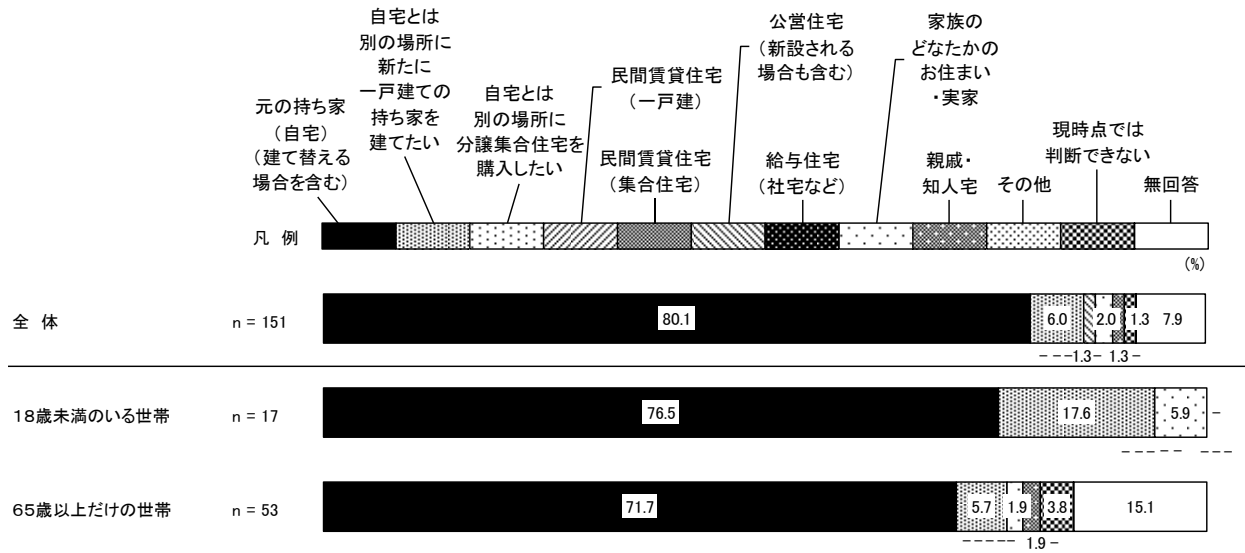 自宅とは
別の場所に
新たに
一戸建ての
持ち家を
建てたい
公営住宅
(新設される
場合も含む)
家族の
どなたかの
お住まい
・実家
民間賃貸住宅
(一戸建)
元の持ち家
(自宅)
(建て替える
場合を含む)
自宅とは
別の場所に
分譲集合住宅を
購入したい
民間賃貸住宅
(集合住宅)
給与住宅
(社宅など)
親戚・
知人宅
その他
現時点では
判断できない
無回答
凡 例
(%)
全 体 n = 151 80.1 6.0 2.0 1.3 7.9
- - -1.3- 1.3 -
18歳未満のいる世帯 n = 17 76.5 17.6 5.9 -
- - - - - - - -
65歳以上だけの世帯 n = 53 71.7 5.7 1.9 3.8 15.1
- - - - - 1.9 -